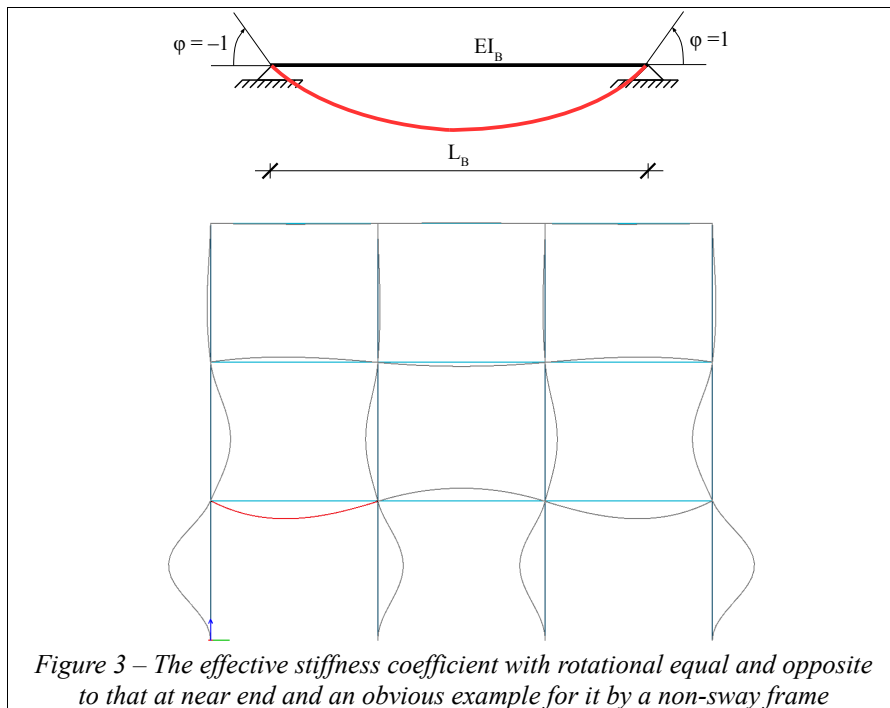 φ = –1
EI_B
φ =1
L_B
Figure 3 – The effective stiffness coefficient with rotational equal and opposite
to that at near end and an obvious example for it by a non-sway frame